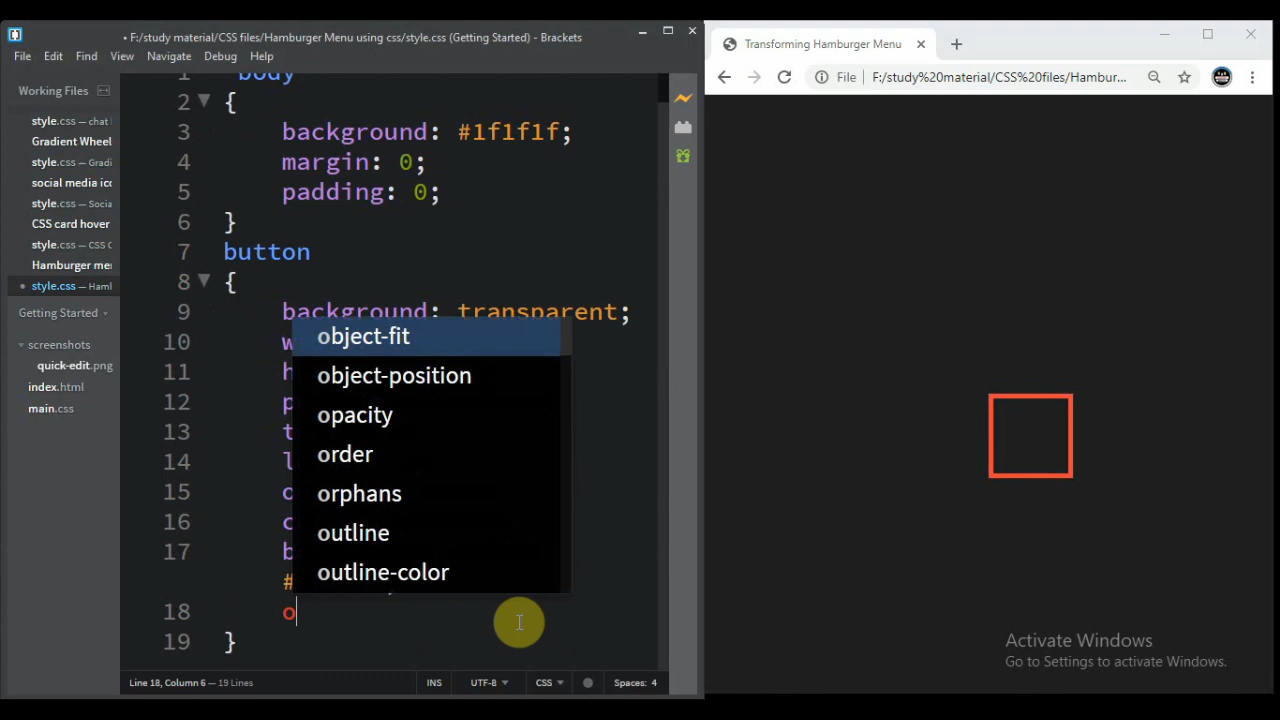 • F:/study material/CSS files/Hamburger Menu using css/style.css (Getting Started) - Brackets
File Edit Find View Navigate Debug Help
Working Files
style.css — chat
Gradient Wheel
style.css — Gradi
social media ico
style.css — Socia
CSS card hover
style.css — CSS C
Hamburger men
style.css — Haml
Getting Started
screenshots
quick-edit.png
index.html
main.css
1 body
2 {
3 background: #1f1f1f;
4 margin: 0;
5 padding: 0;
6 }
7 button
8 {
9 background: transparent;
10 w
11 h
12 p
13 t
14 l
15 o
16 c
17 b
#
18 o
19 }
object-fit
object-position
opacity
order
orphans
outline
outline-color
Line 18, Column 6 — 19 Lines
INS UTF-8 CSS Spaces: 4
Transforming Hamburger Menu
File F:/study%20material/CSS%20files/Hambur...
Activate Windows
Go to Settings to activate Windows.